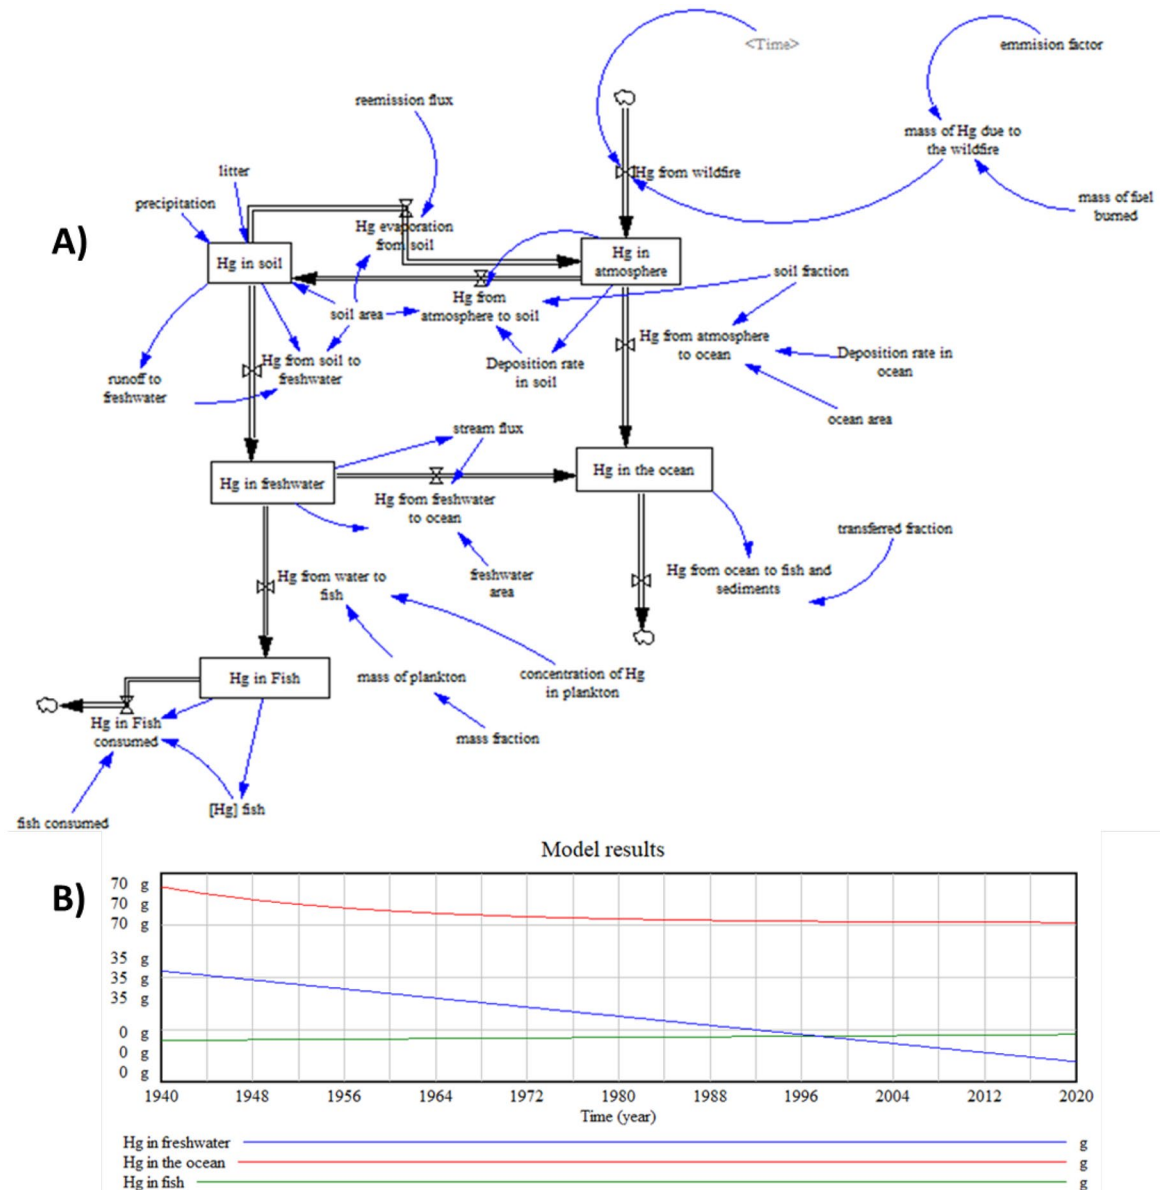 <Time>
emmision factor
reemission flux
mass of Hg due to
the wildfire
litter
Hg from wildfire
precipitation
mass of fuel
burned
A)
Hg evaporation
from soil
Hg in soil
Hg in
atmosphere
soil fraction
Hg from
atmosphere to soil
soil area
Hg from atmosphere
to ocean
Deposition rate in
ocean
Hg from soil to
freshwater
Deposition rate
in soil
runoff to
freshwater
ocean area
stream flux
Hg in freshwater
Hg in the ocean
Hg from freshwater
to ocean
transferred fraction
Hg from ocean to fish and
sediments
freshwater
area
Hg from water to
fish
Hg in Fish
mass of plankton
concentration of Hg
in plankton
Hg in Fish
consumed
mass fraction
[Hg] fish
fish consumed
Model results
B)
70 g
70 g
70 g
35 g
35 g
35 g
0 g
0 g
0 g
1940 1948 1956 1964 1972 1980 1988 1996 2004 2012 2020
Time (year)
Hg in freshwater g
Hg in the ocean g
Hg in fish g